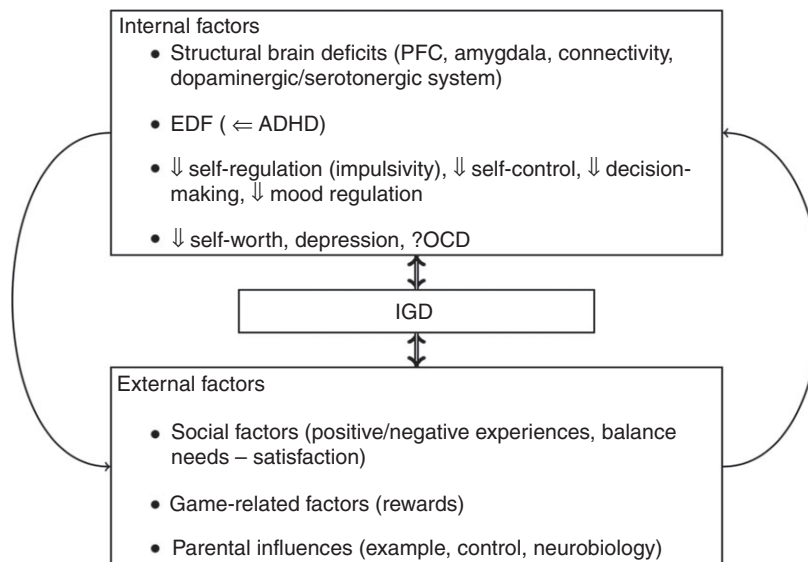 Internal factors
• Structural brain deficits (PFC, amygdala, connectivity,
dopaminergic/serotonergic system)
• EDF ( ⇐ ADHD)
• ⇓ self-regulation (impulsivity), ⇓ self-control, ⇓ decision-
making, ⇓ mood regulation
• ⇓ self-worth, depression, ?OCD
IGD
External factors
• Social factors (positive/negative experiences, balance
needs – satisfaction)
• Game-related factors (rewards)
• Parental influences (example, control, neurobiology)